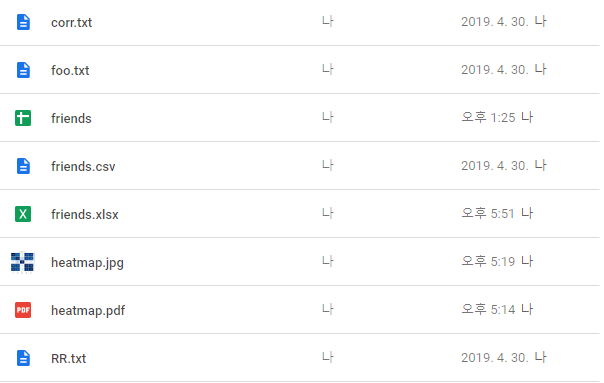 corr.txt 나 2019. 4. 30. 나
foo.txt 나 2019. 4. 30. 나
friends 나 오후 1:25 나
friends.csv 나 2019. 4. 30. 나
friends.xlsx 나 오후 5:51 나
heatmap.jpg 나 오후 5:19 나
PDF heatmap.pdf 나 오후 5:14 나
RR.txt 나 2019. 4. 30. 나